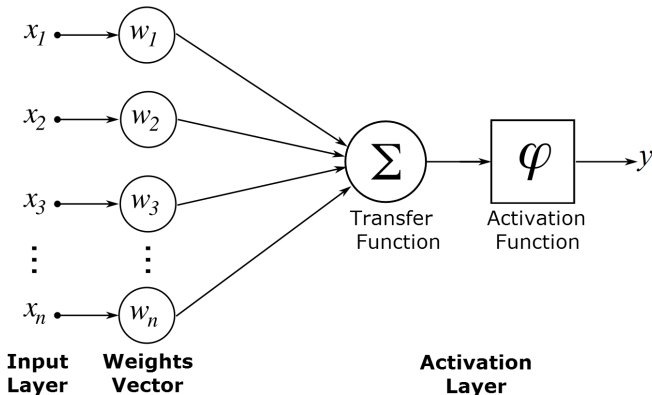 x1 w1
x2 w2
Σ φ y
x3 w3
Transfer Function
Activation Function
⋮ ⋮
xn wn
Input Layer
Weights Vector
Activation Layer